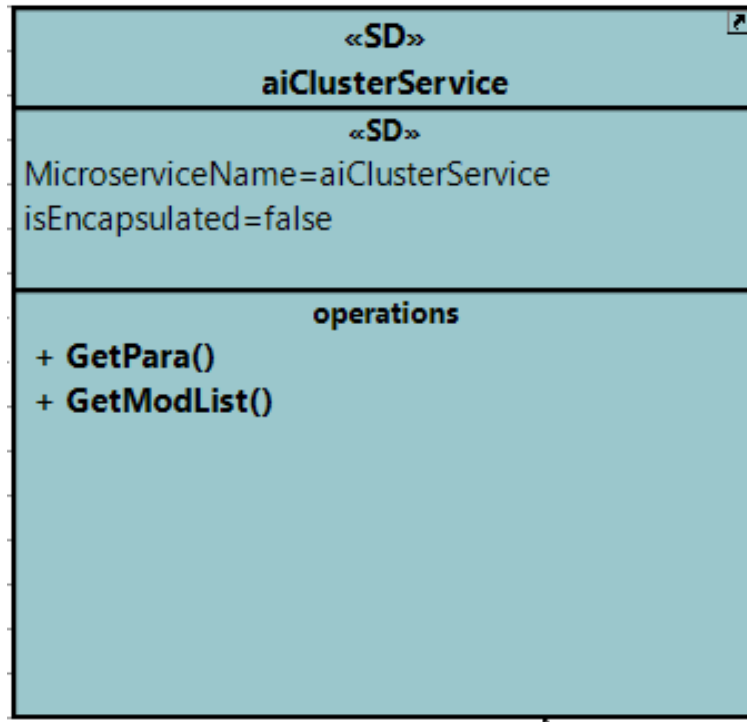 «SD»
aiClusterService
«SD»
MicroserviceName=aiClusterService
isEncapsulated=false
operations
+ GetPara()
+ GetModList()